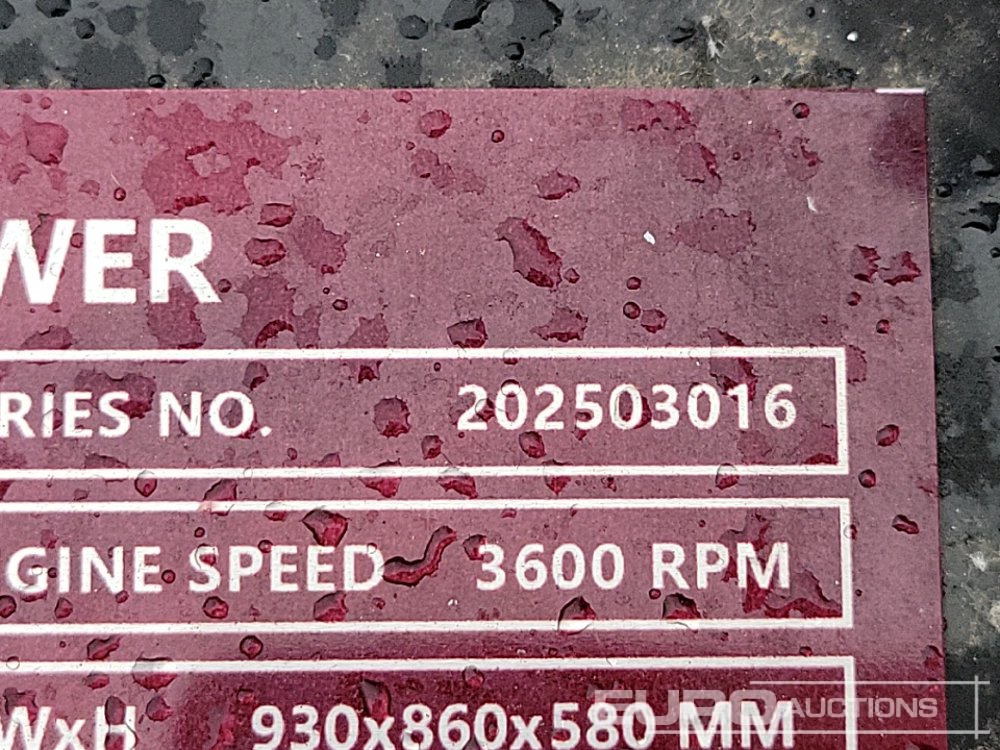 WER
RIES NO. 202503016
GINE SPEED 3600 RPM
WxH 930x860x580 MM
EURO AUCTIONS